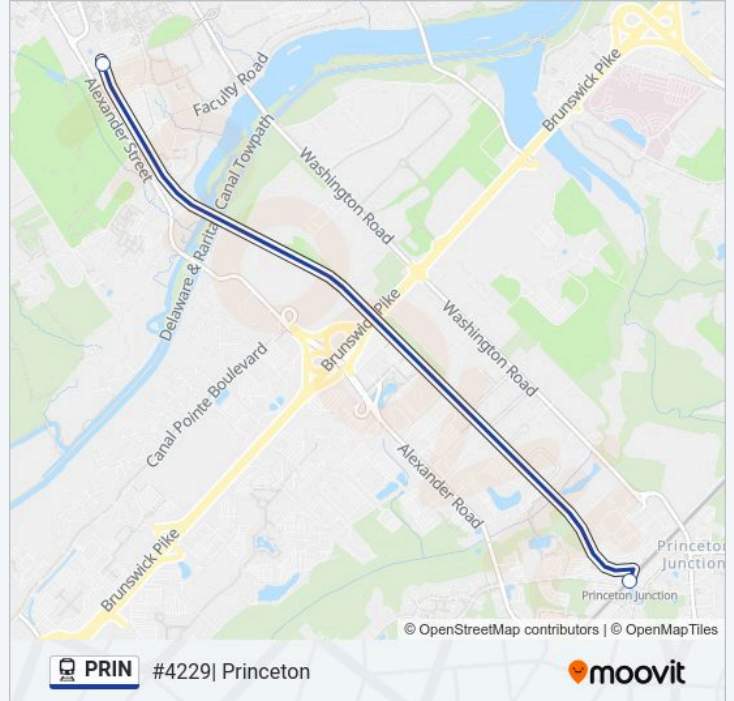 Faculty Road
Alexander Street
Brunswick Pike
Washington Road
Delaware & Raritan Canal Towpath
Brunswick Pike
Washington Road
Canal Pointe Boulevard
Alexander Road
Brunswick Pike
Princeton
Junction
Princeton Junction
© OpenStreetMap contributors | © OpenMapTiles
PRIN #4229| Princeton
moovit